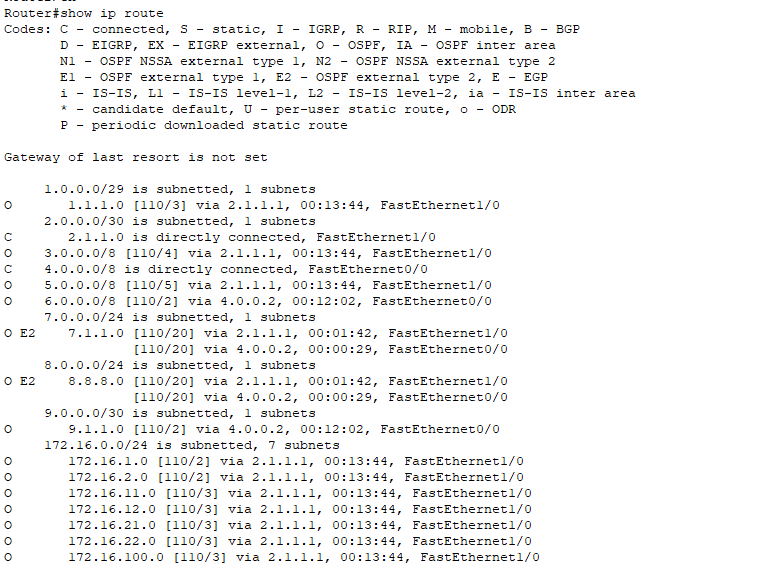 Router#show ip route
Codes: C - connected, S - static, I - IGRP, R - RIP, M - mobile, B - BGP
       D - EIGRP, EX - EIGRP external, O - OSPF, IA - OSPF inter area
       N1 - OSPF NSSA external type 1, N2 - OSPF NSSA external type 2
       E1 - OSPF external type 1, E2 - OSPF external type 2, E - EGP
       i - IS-IS, L1 - IS-IS level-1, L2 - IS-IS level-2, ia - IS-IS inter area
       * - candidate default, U - per-user static route, o - ODR
       P - periodic downloaded static route

Gateway of last resort is not set

     1.0.0.0/29 is subnetted, 1 subnets
O       1.1.1.0 [110/3] via 2.1.1.1, 00:13:44, FastEthernet1/0
     2.0.0.0/30 is subnetted, 1 subnets
C       2.1.1.0 is directly connected, FastEthernet1/0
O    3.0.0.0/8 [110/4] via 2.1.1.1, 00:13:44, FastEthernet1/0
C    4.0.0.0/8 is directly connected, FastEthernet0/0
O    5.0.0.0/8 [110/5] via 2.1.1.1, 00:13:44, FastEthernet1/0
O    6.0.0.0/8 [110/2] via 4.0.0.2, 00:12:02, FastEthernet0/0
     7.0.0.0/24 is subnetted, 1 subnets
O E2    7.1.1.0 [110/20] via 2.1.1.1, 00:01:42, FastEthernet1/0
                [110/20] via 4.0.0.2, 00:00:29, FastEthernet0/0
     8.0.0.0/24 is subnetted, 1 subnets
O E2    8.8.8.0 [110/20] via 2.1.1.1, 00:01:42, FastEthernet1/0
                [110/20] via 4.0.0.2, 00:00:29, FastEthernet0/0
     9.0.0.0/30 is subnetted, 1 subnets
O       9.1.1.0 [110/2] via 4.0.0.2, 00:12:02, FastEthernet0/0
     172.16.0.0/24 is subnetted, 7 subnets
O       172.16.1.0 [110/2] via 2.1.1.1, 00:13:44, FastEthernet1/0
O       172.16.2.0 [110/2] via 2.1.1.1, 00:13:44, FastEthernet1/0
O       172.16.11.0 [110/3] via 2.1.1.1, 00:13:44, FastEthernet1/0
O       172.16.12.0 [110/3] via 2.1.1.1, 00:13:44, FastEthernet1/0
O       172.16.21.0 [110/3] via 2.1.1.1, 00:13:44, FastEthernet1/0
O       172.16.22.0 [110/3] via 2.1.1.1, 00:13:44, FastEthernet1/0
O       172.16.100.0 [110/3] via 2.1.1.1, 00:13:44, FastEthernet1/0